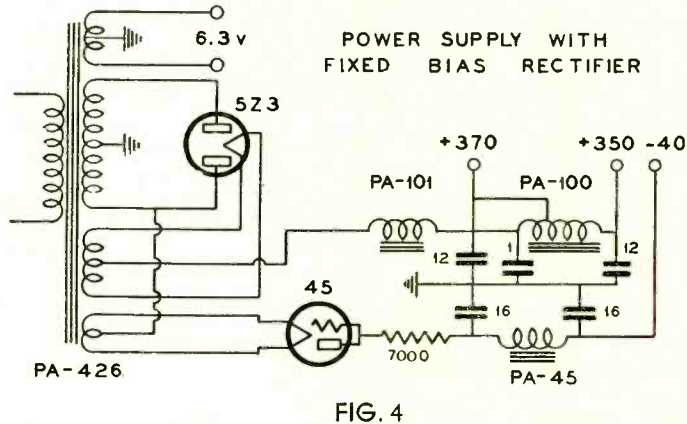 6.3 v
POWER SUPPLY WITH
FIXED BIAS RECTIFIER
5Z3
+370
+350 -40
PA-101
PA-100
12
1
12
45
16
16
7000
PA-45
PA-426
FIG. 4